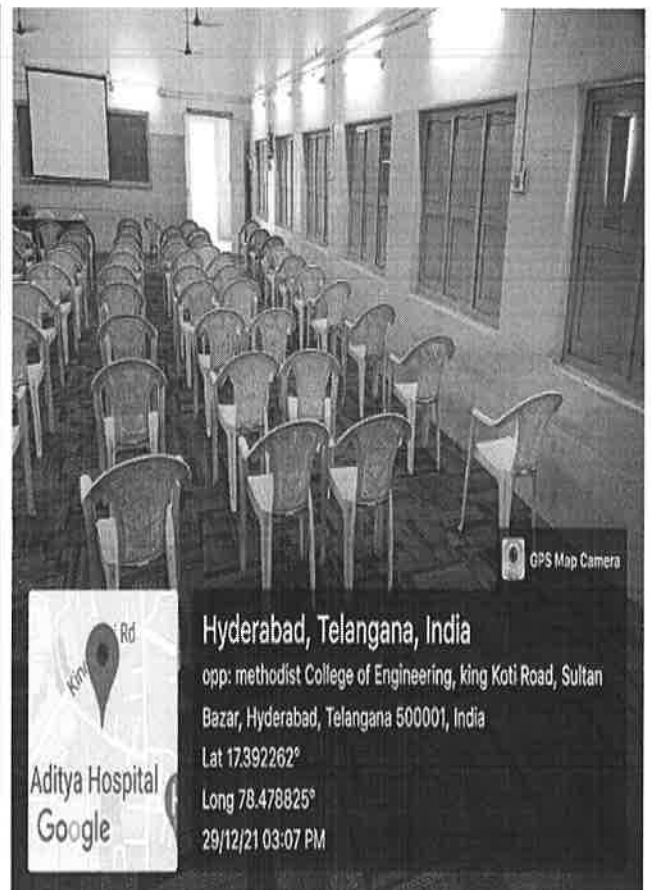 GPS Map Camera
Rd
King
Aditya Hospital
Google
Hyderabad, Telangana, India
opp: methodist College of Engineering, king Koti Road, Sultan
Bazar, Hyderabad, Telangana 500001, India
Lat 17.392262°
Long 78.478825°
29/12/21 03:07 PM